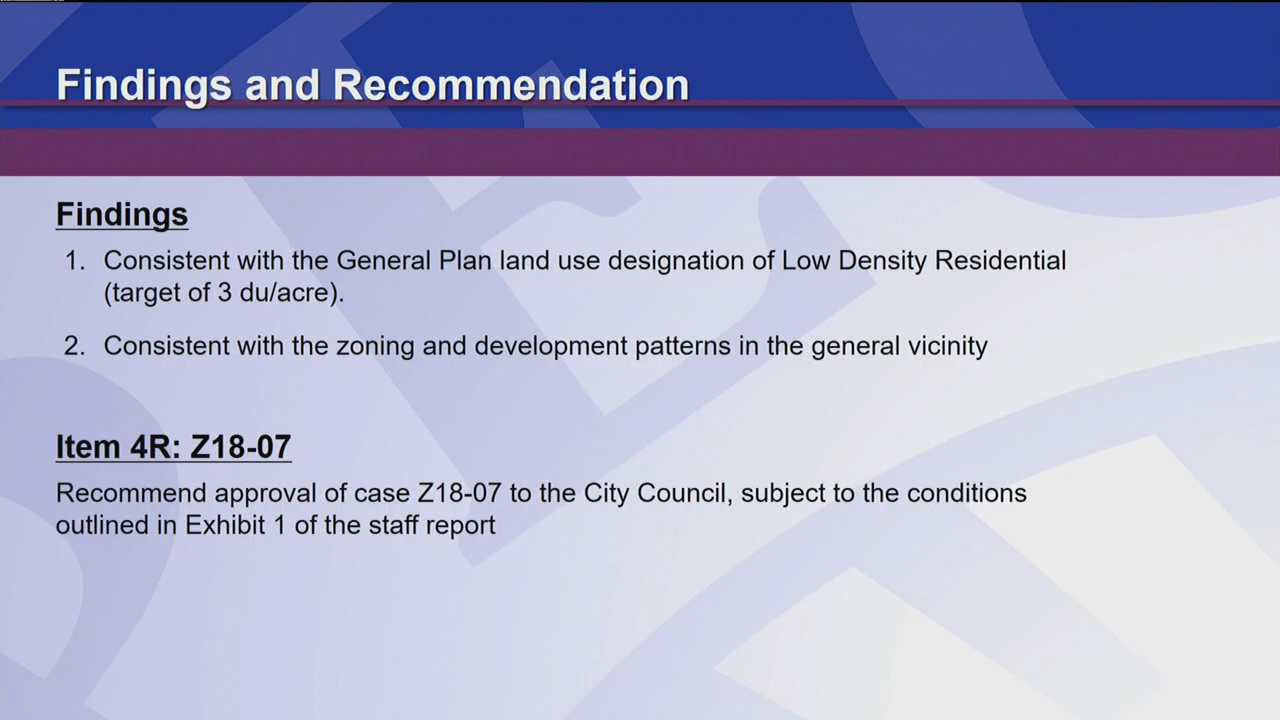 Findings and Recommendation
Findings
1. Consistent with the General Plan land use designation of Low Density Residential
(target of 3 du/acre).
2. Consistent with the zoning and development patterns in the general vicinity
Item 4R: Z18-07
Recommend approval of case Z18-07 to the City Council, subject to the conditions
outlined in Exhibit 1 of the staff report